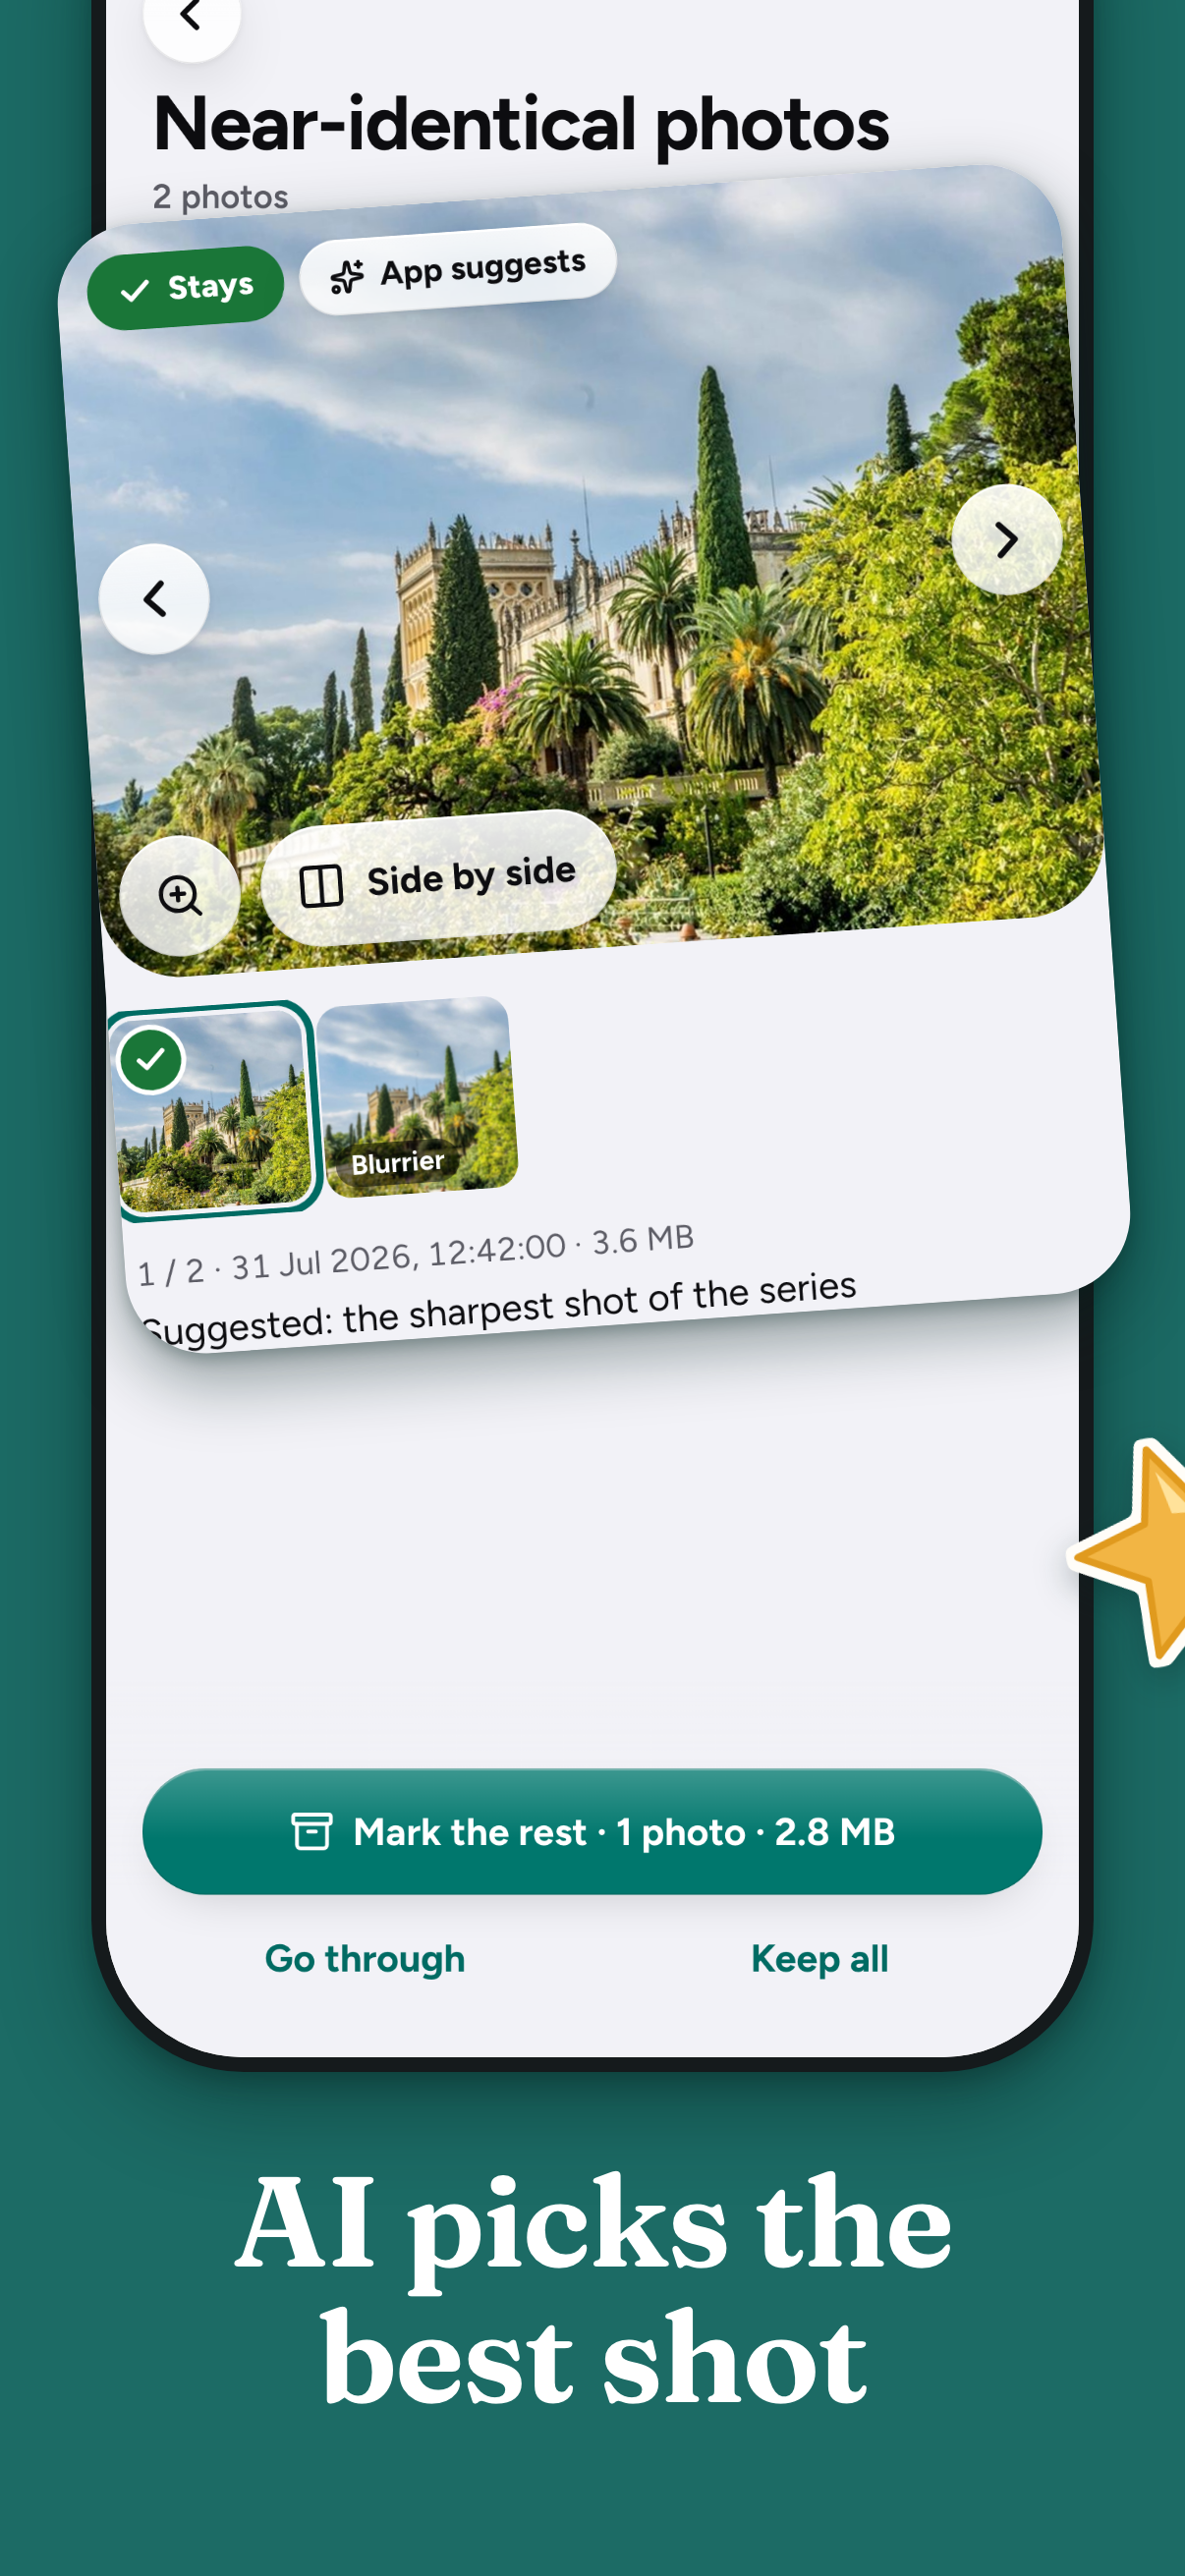 Near-identical photos
2 photos
Stays
App suggests
Side by side
Blurrier
1 / 2 · 31 Jul 2026, 12:42:00 · 3.6 MB
Suggested: the sharpest shot of the series
Mark the rest · 1 photo · 2.8 MB
Go through
Keep all
AI picks the
best shot